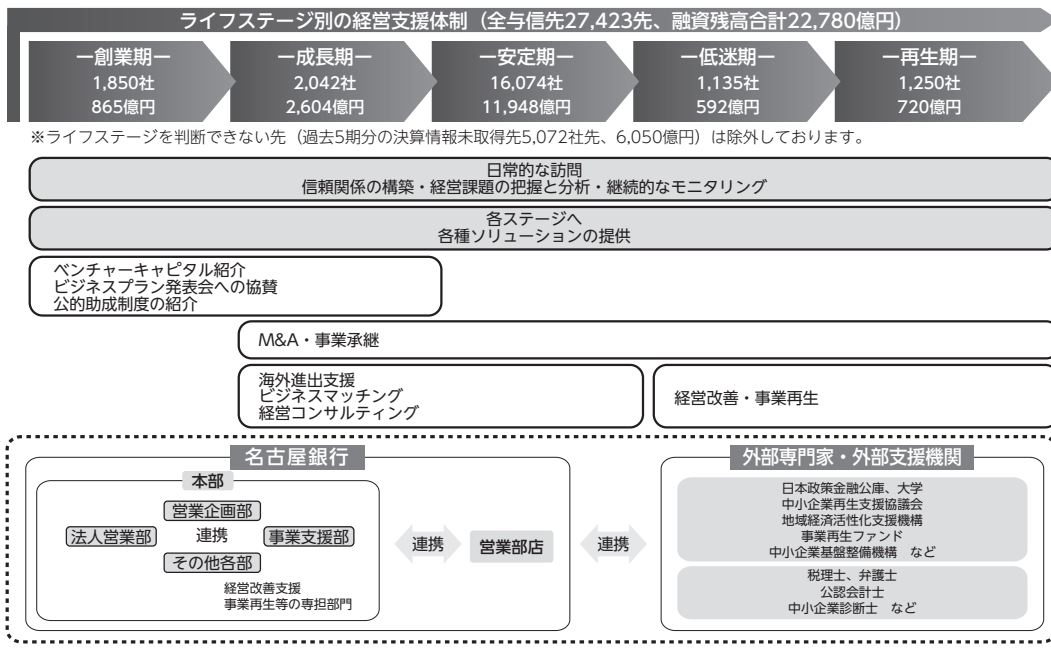 ライフステージ別の経営支援体制（全与信先27,423先、融資残高合計22,780億円）
ー創業期ー
1,850社
865億円
ー成長期ー
2,042社
2,604億円
ー安定期ー
16,074社
11,948億円
ー低迷期ー
1,135社
592億円
ー再生期ー
1,250社
720億円
※ライフステージを判断できない先（過去5期分の決算情報未取得先5,072社先、6,050億円）は除外しております。
日常的な訪問
信頼関係の構築・経営課題の把握と分析・継続的なモニタリング
各ステージへ
各種ソリューションの提供
ベンチャーキャピタル紹介
ビジネスプラン発表会への協賛
公的助成制度の紹介
M&A・事業承継
海外進出支援
ビジネスマッチング
経営コンサルティング
経営改善・事業再生
名古屋銀行
本部
営業企画部
法人営業部
連携
事業支援部
その他各部
経営改善支援
事業再生等の専担部門
連携
営業部店
連携
外部専門家・外部支援機関
日本政策金融公庫、大学
中小企業再生支援協議会
地域経済活性化支援機構
事業再生ファンド
中小企業基盤整備機構　など
税理士、弁護士
公認会計士
中小企業診断士　など